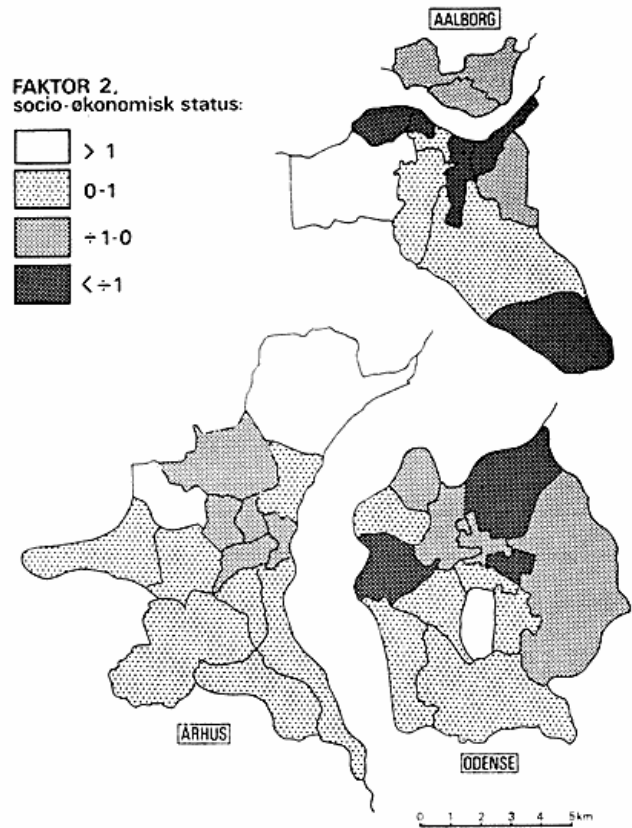 AALBORG
FAKTOR 2,
socio-økonomisk status:
> 1
0-1
÷1-0
<÷1
ÅRHUS
ODENSE
0 1 2 3 4 5km